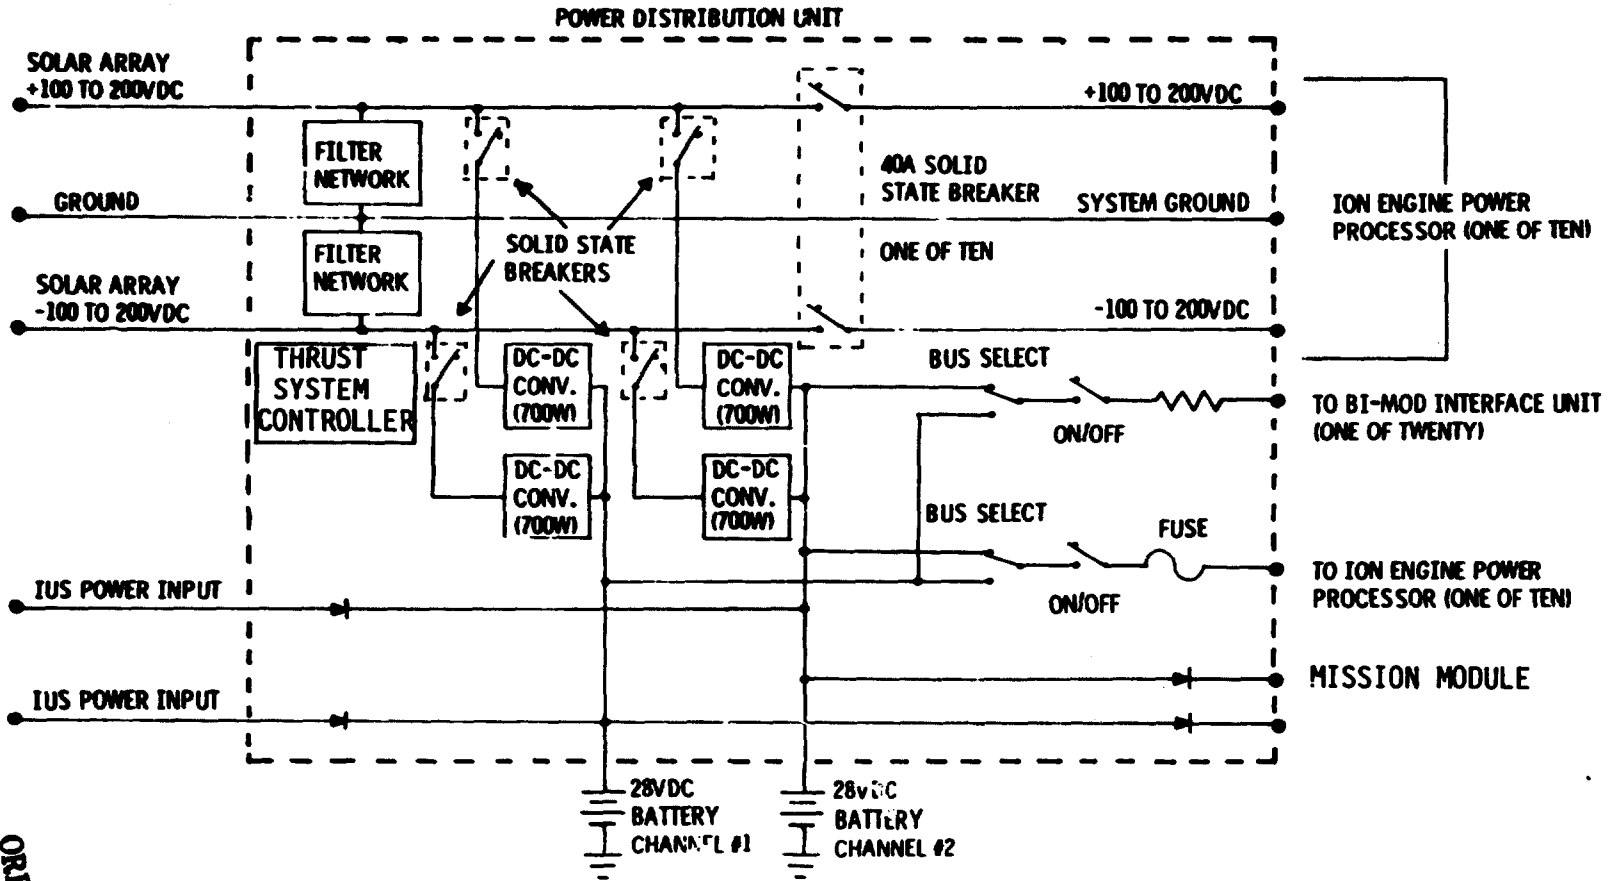 POWER DISTRIBUTION UNIT
SOLAR ARRAY
+100 TO 200VDC
+100 TO 200VDC
FILTER
NETWORK
40A SOLID
STATE BREAKER
ONE OF TEN
GROUND
SYSTEM GROUND
ION ENGINE POWER
PROCESSOR (ONE OF TEN)
FILTER
NETWORK
SOLID STATE
BREAKERS
SOLAR ARRAY
-100 TO 200VDC
-100 TO 200VDC
THRUST
SYSTEM
CONTROLLER
DC-DC
CONV.
(700W)
DC-DC
CONV.
(700W)
BUS SELECT
ON/OFF
TO BI-MOD INTERFACE UNIT
(ONE OF TWENTY)
DC-DC
CONV.
(700W)
DC-DC
CONV.
(700W)
BUS SELECT
FUSE
ON/OFF
TO ION ENGINE POWER
PROCESSOR (ONE OF TEN)
IUS POWER INPUT
MISSION MODULE
IUS POWER INPUT
28VDC
BATTERY
CHANNEL #1
28VDC
BATTERY
CHANNEL #2